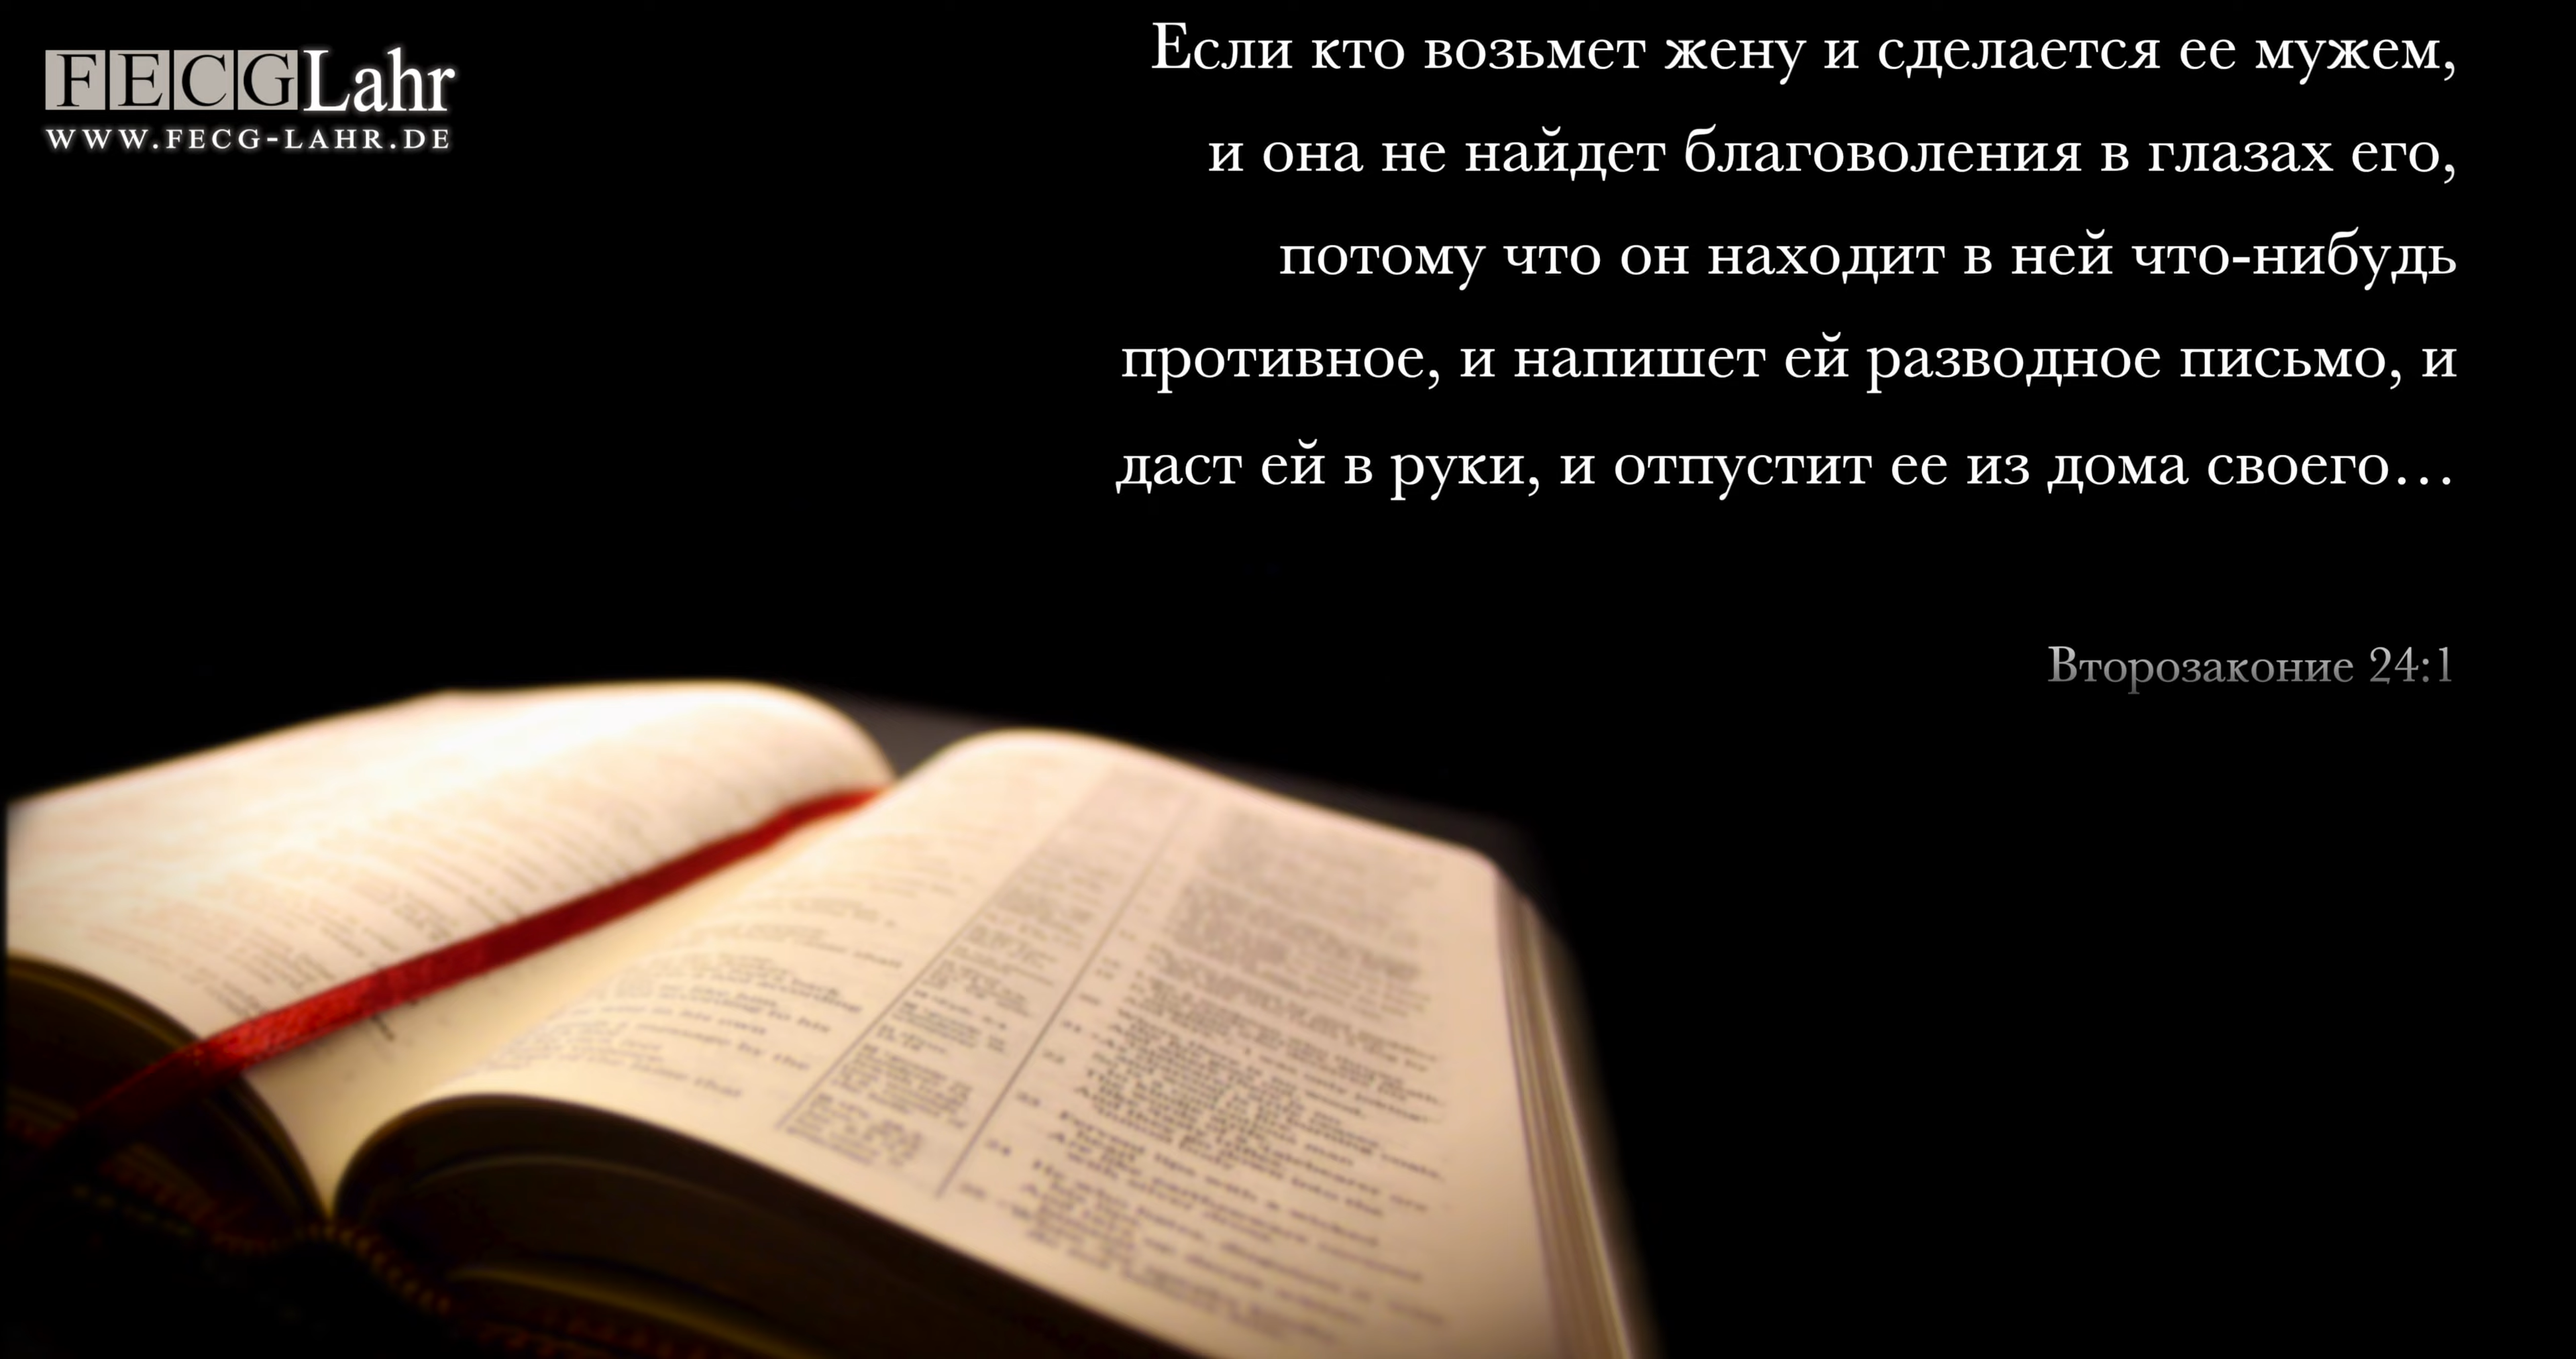 FECG Lahr
WWW.FECG-LAHR.DE
Если кто возьмет жену и сделается ее мужем,
и она не найдет благоволения в глазах его,
потому что он находит в ней что-нибудь
противное, и напишет ей разводное письмо, и
даст ей в руки, и отпустит ее из дома своего…
Второзаконие 24:1